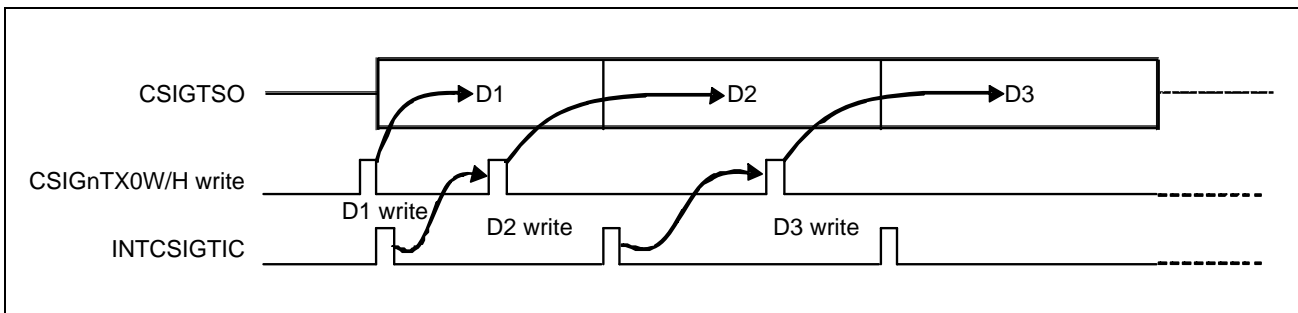 CSIGTSO
D1
D2
D3
CSIGnTX0W/H write
D1 write
D2 write
D3 write
INTCSIGTIC